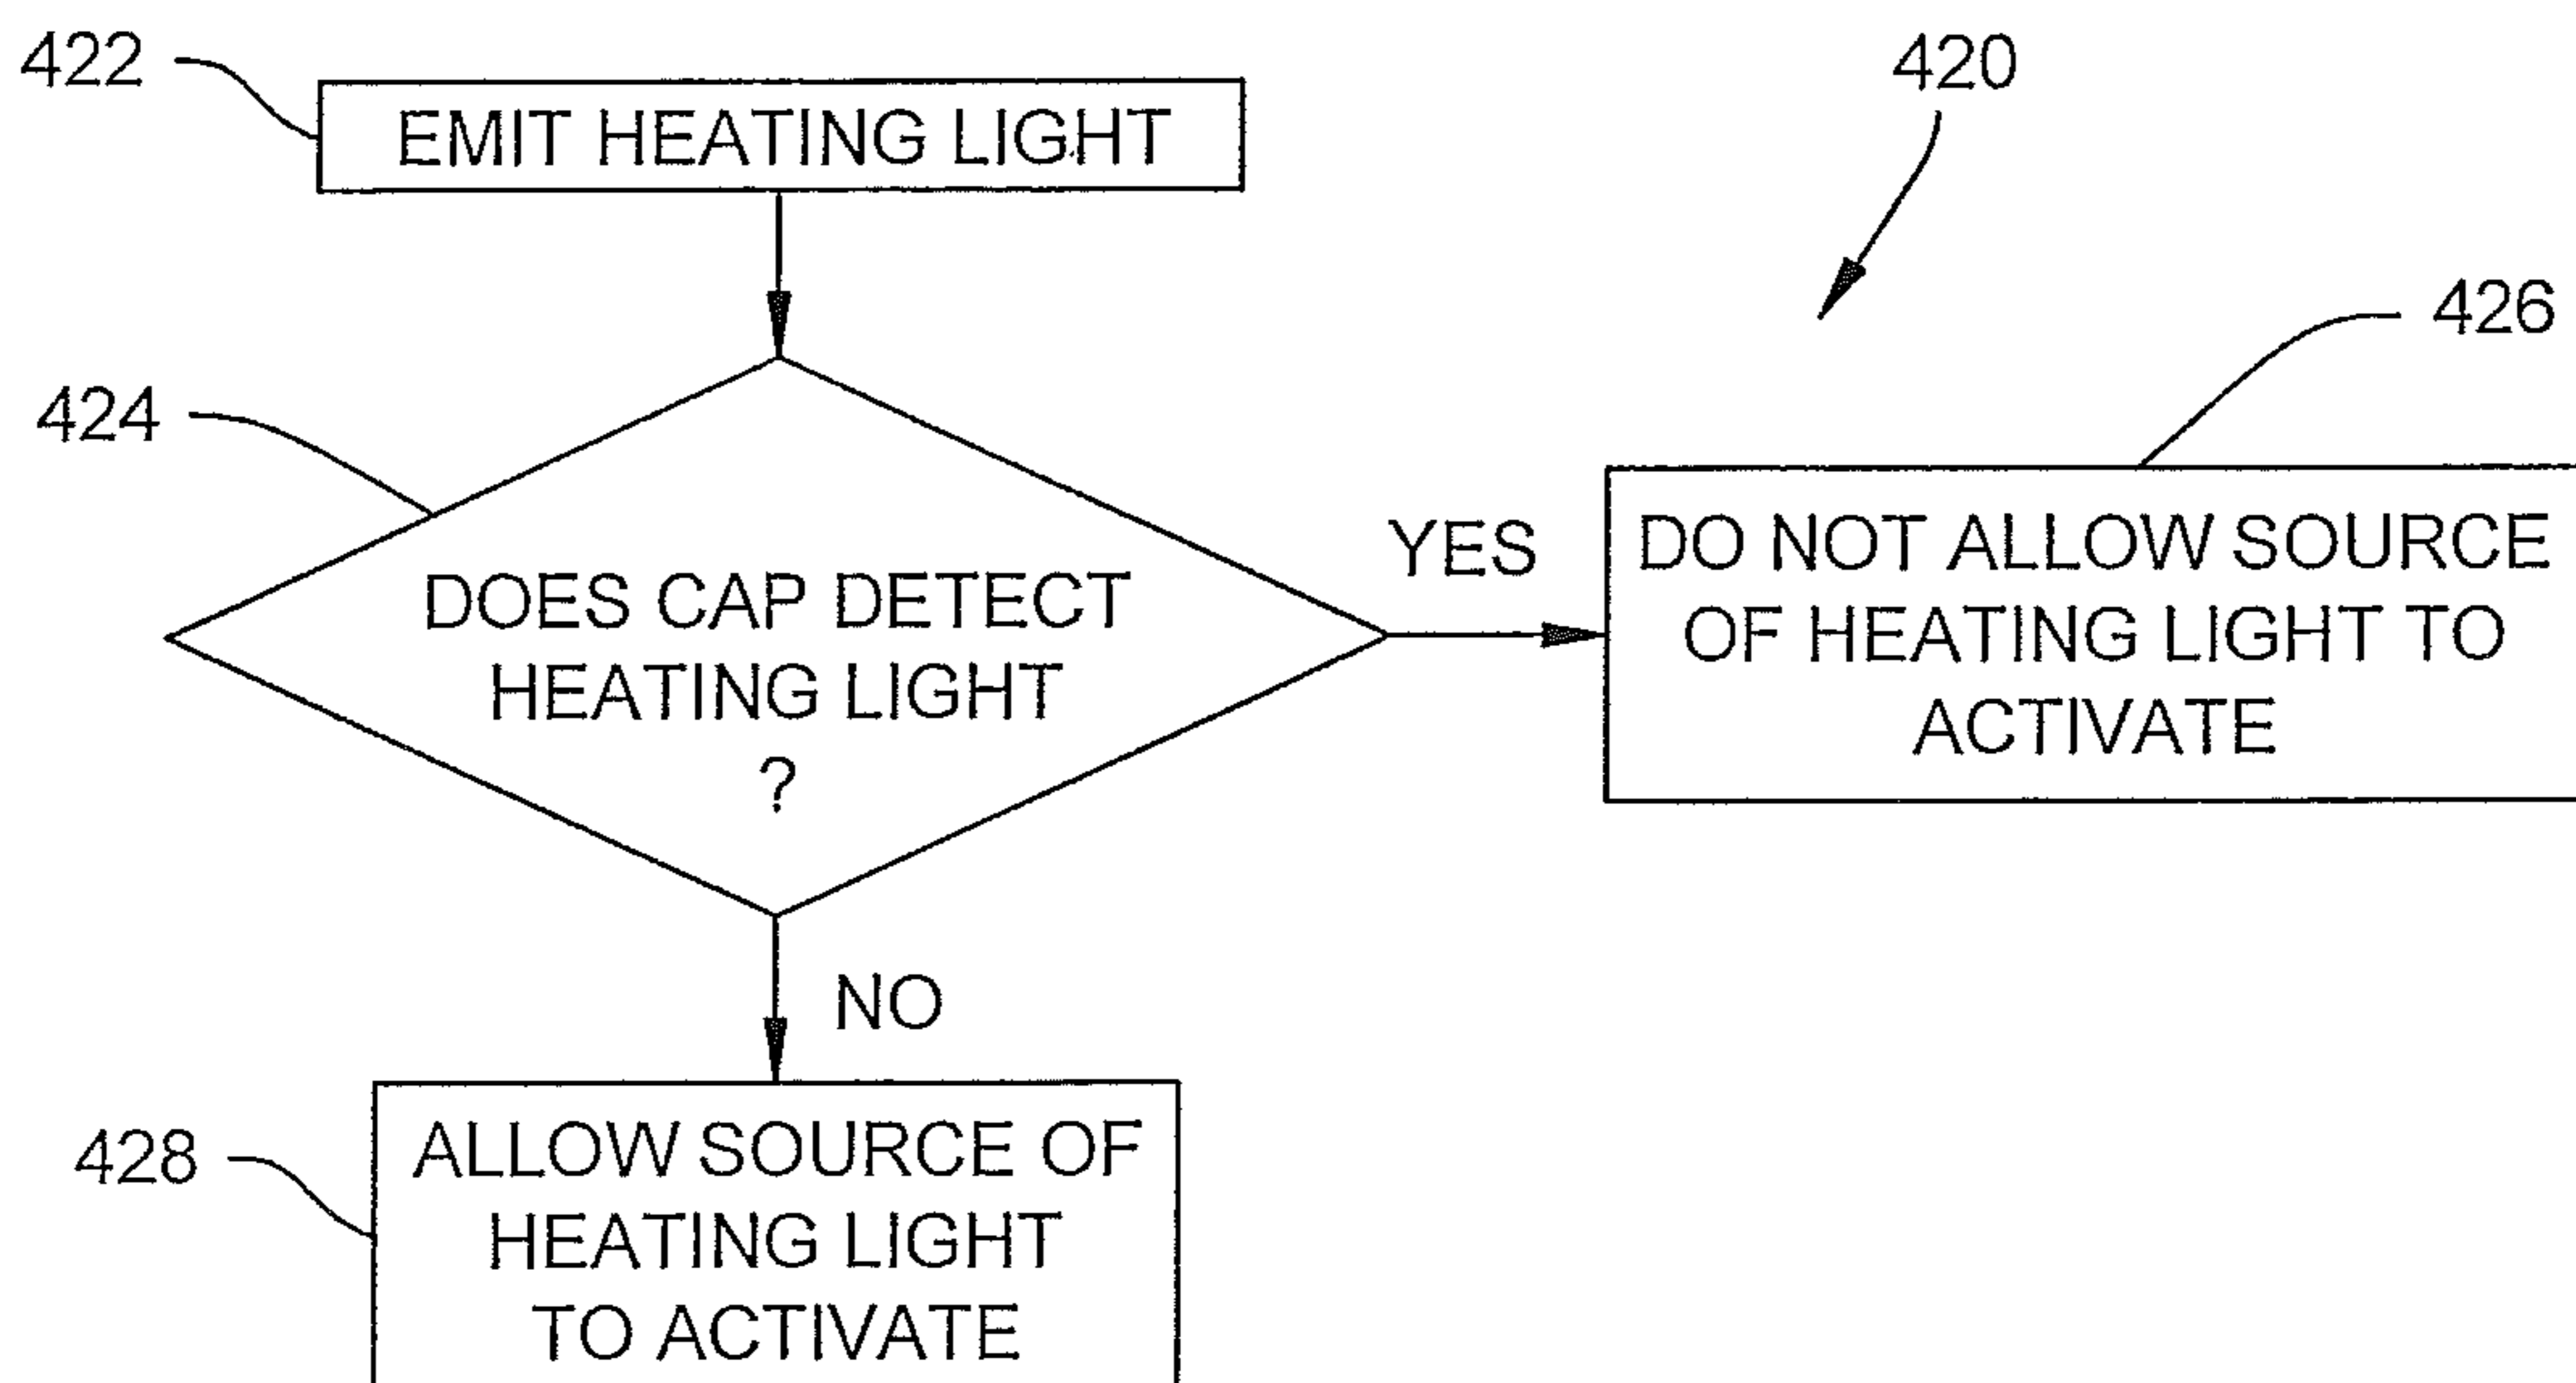 422
EMIT HEATING LIGHT
420
424
DOES CAP DETECT
HEATING LIGHT
?
YES
426
DO NOT ALLOW SOURCE
OF HEATING LIGHT TO
ACTIVATE
NO
428
ALLOW SOURCE OF
HEATING LIGHT
TO ACTIVATE